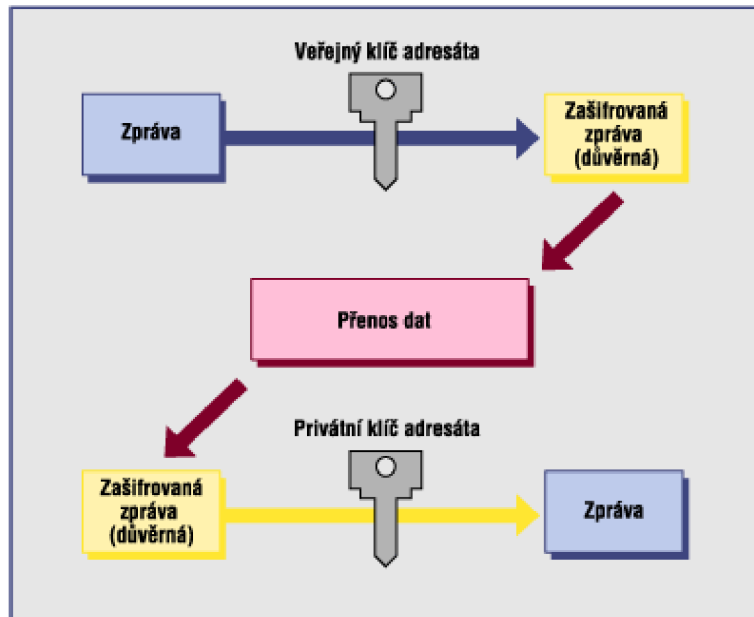 Veřejný klíč adresáta
Zpráva
Zašifrovaná
zpráva
(důvěrná)
Přenos dat
Privátní klíč adresáta
Zašifrovaná
zpráva
(důvěrná)
Zpráva